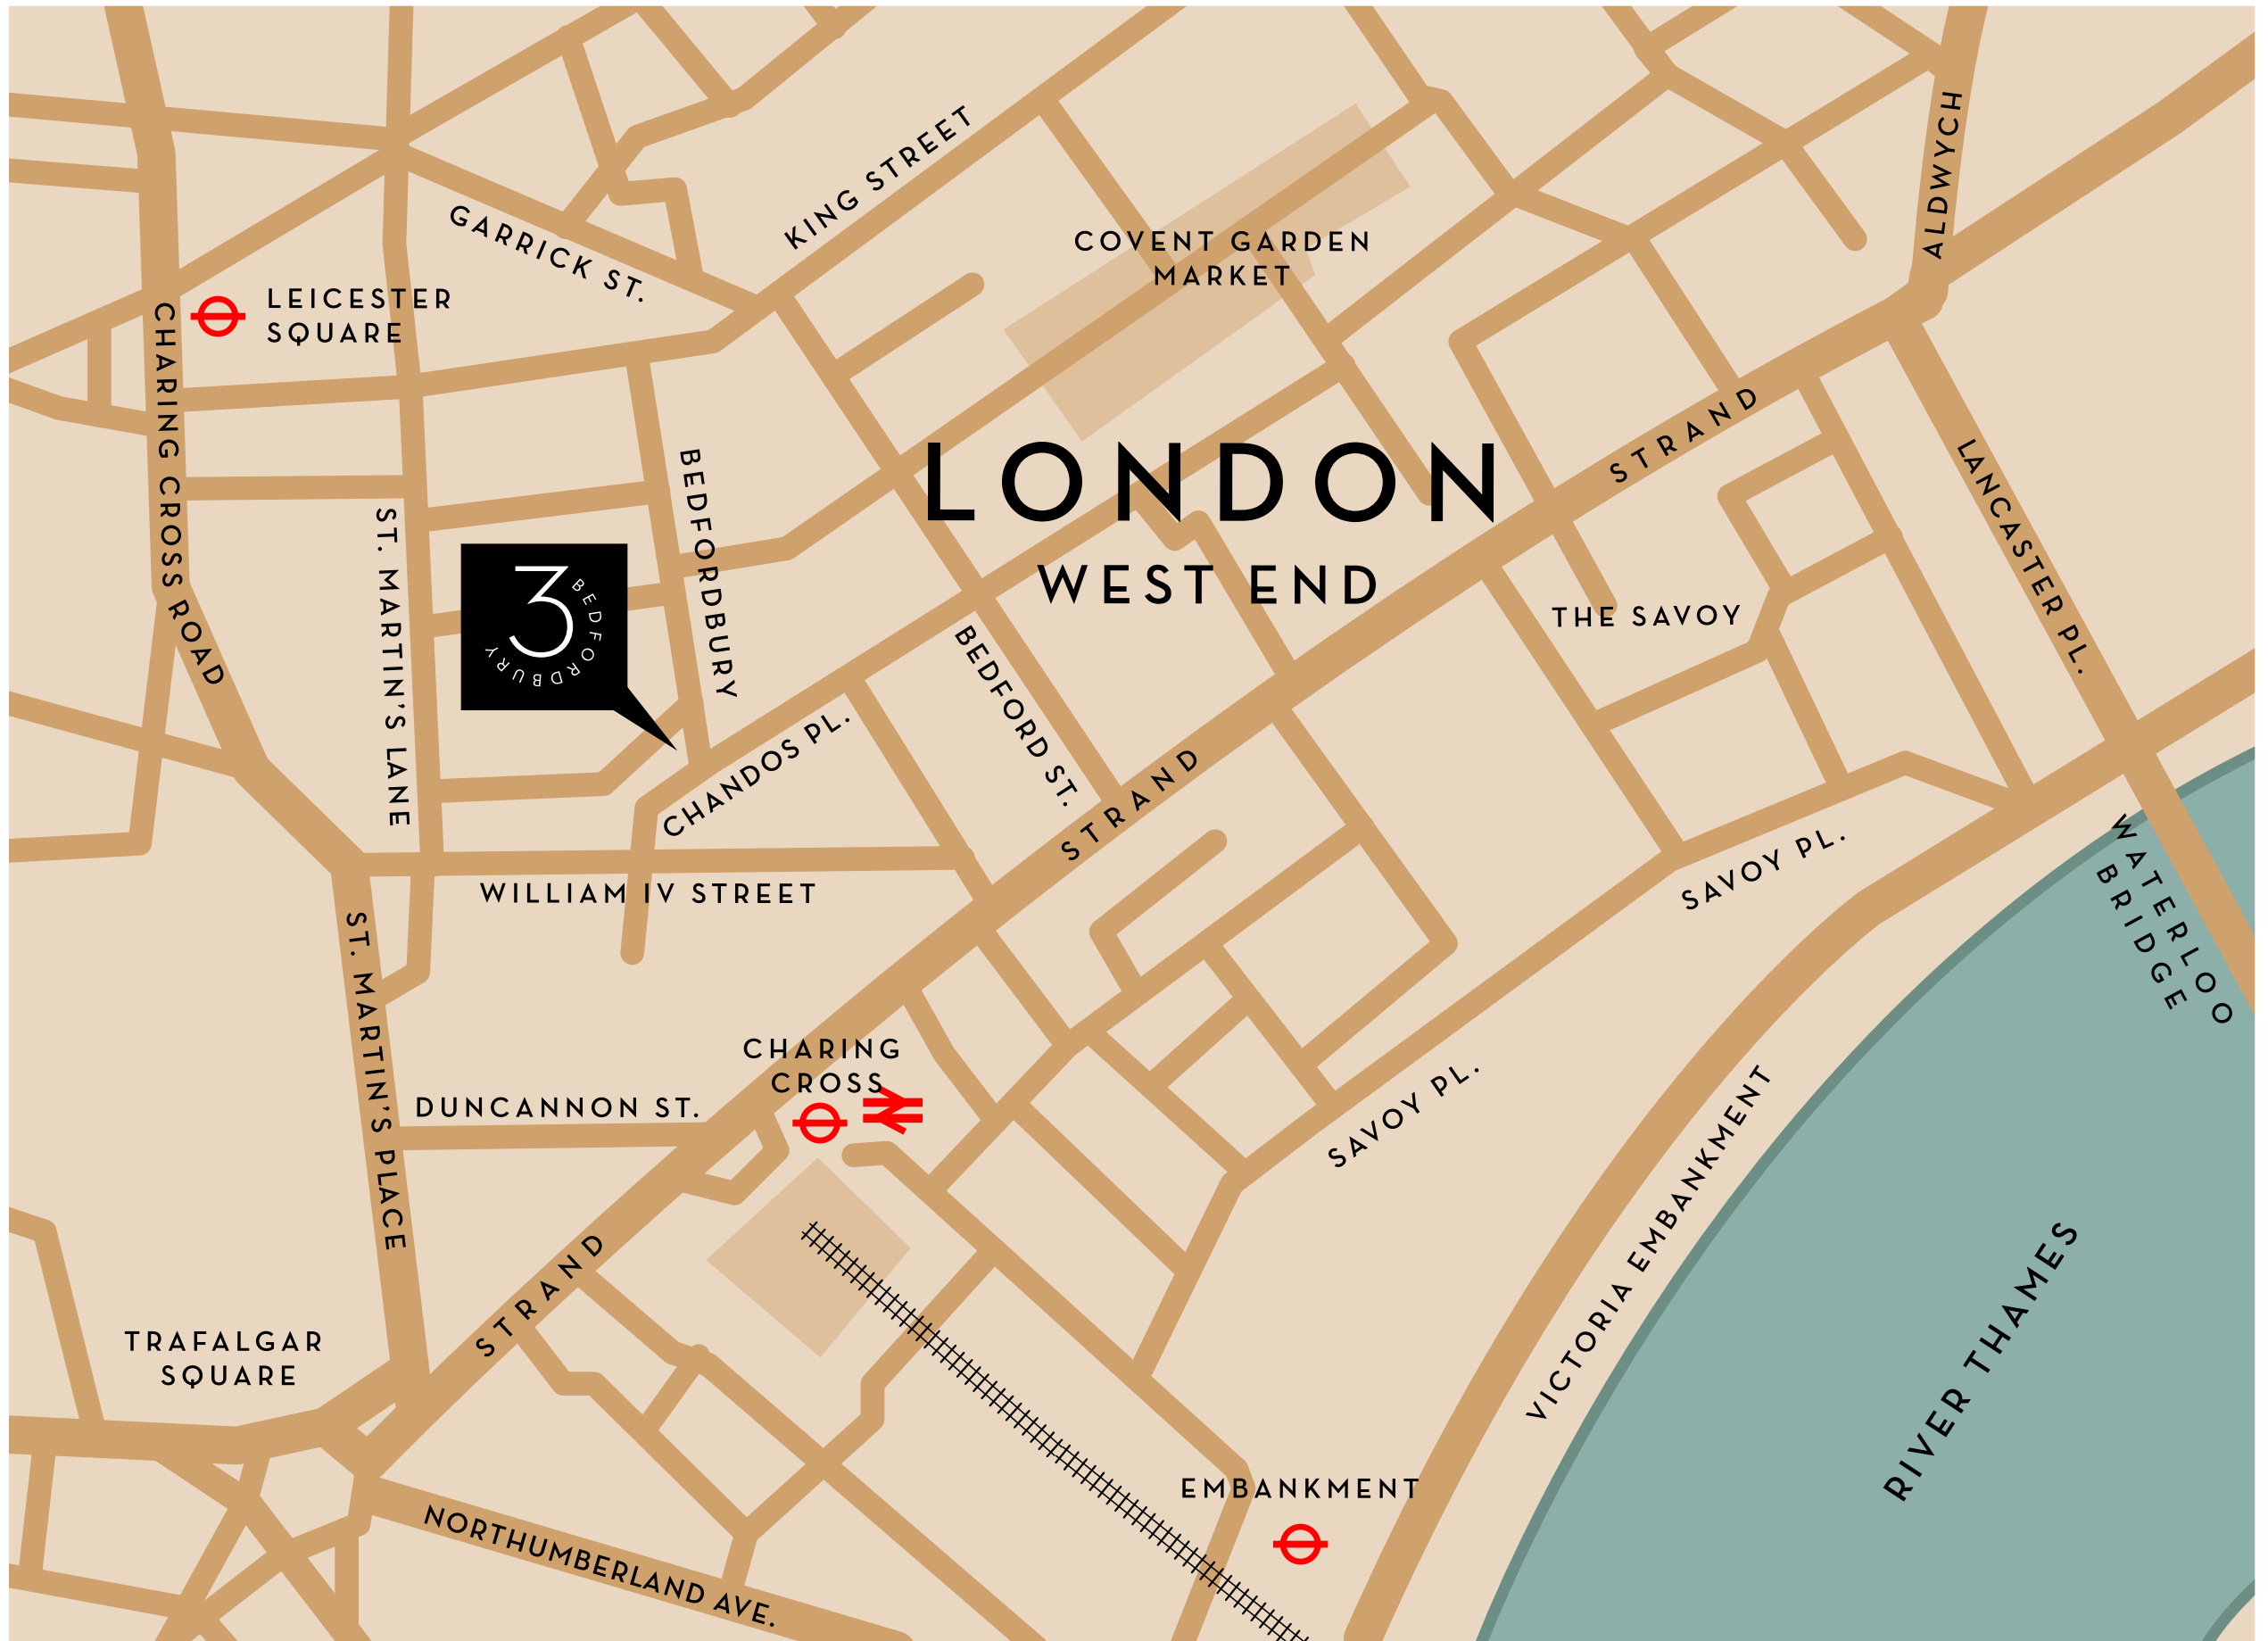 KING STREET
GARRICK ST.
COVENT GARDEN
MARKET
ALDWYCH
LEICESTER
SQUARE
CHARING CROSS ROAD
LONDON
WEST END
STRAND
LANCASTER PL.
BEDFORDBURY
ST. MARTIN'S LANE
3
BEDFORDBURY
THE SAVOY
BEDFORD ST.
CHANDOS PL.
STRAND
SAVOY PL.
WATERLOO
BRIDGE
WILLIAM IV STREET
ST. MARTIN'S PLACE
CHARING
CROSS
DUNCANNON ST.
SAVOY PL.
VICTORIA EMBANKMENT
RIVER THAMES
STRAND
TRAFALGAR
SQUARE
EMBANKMENT
NORTHUMBERLAND AVE.